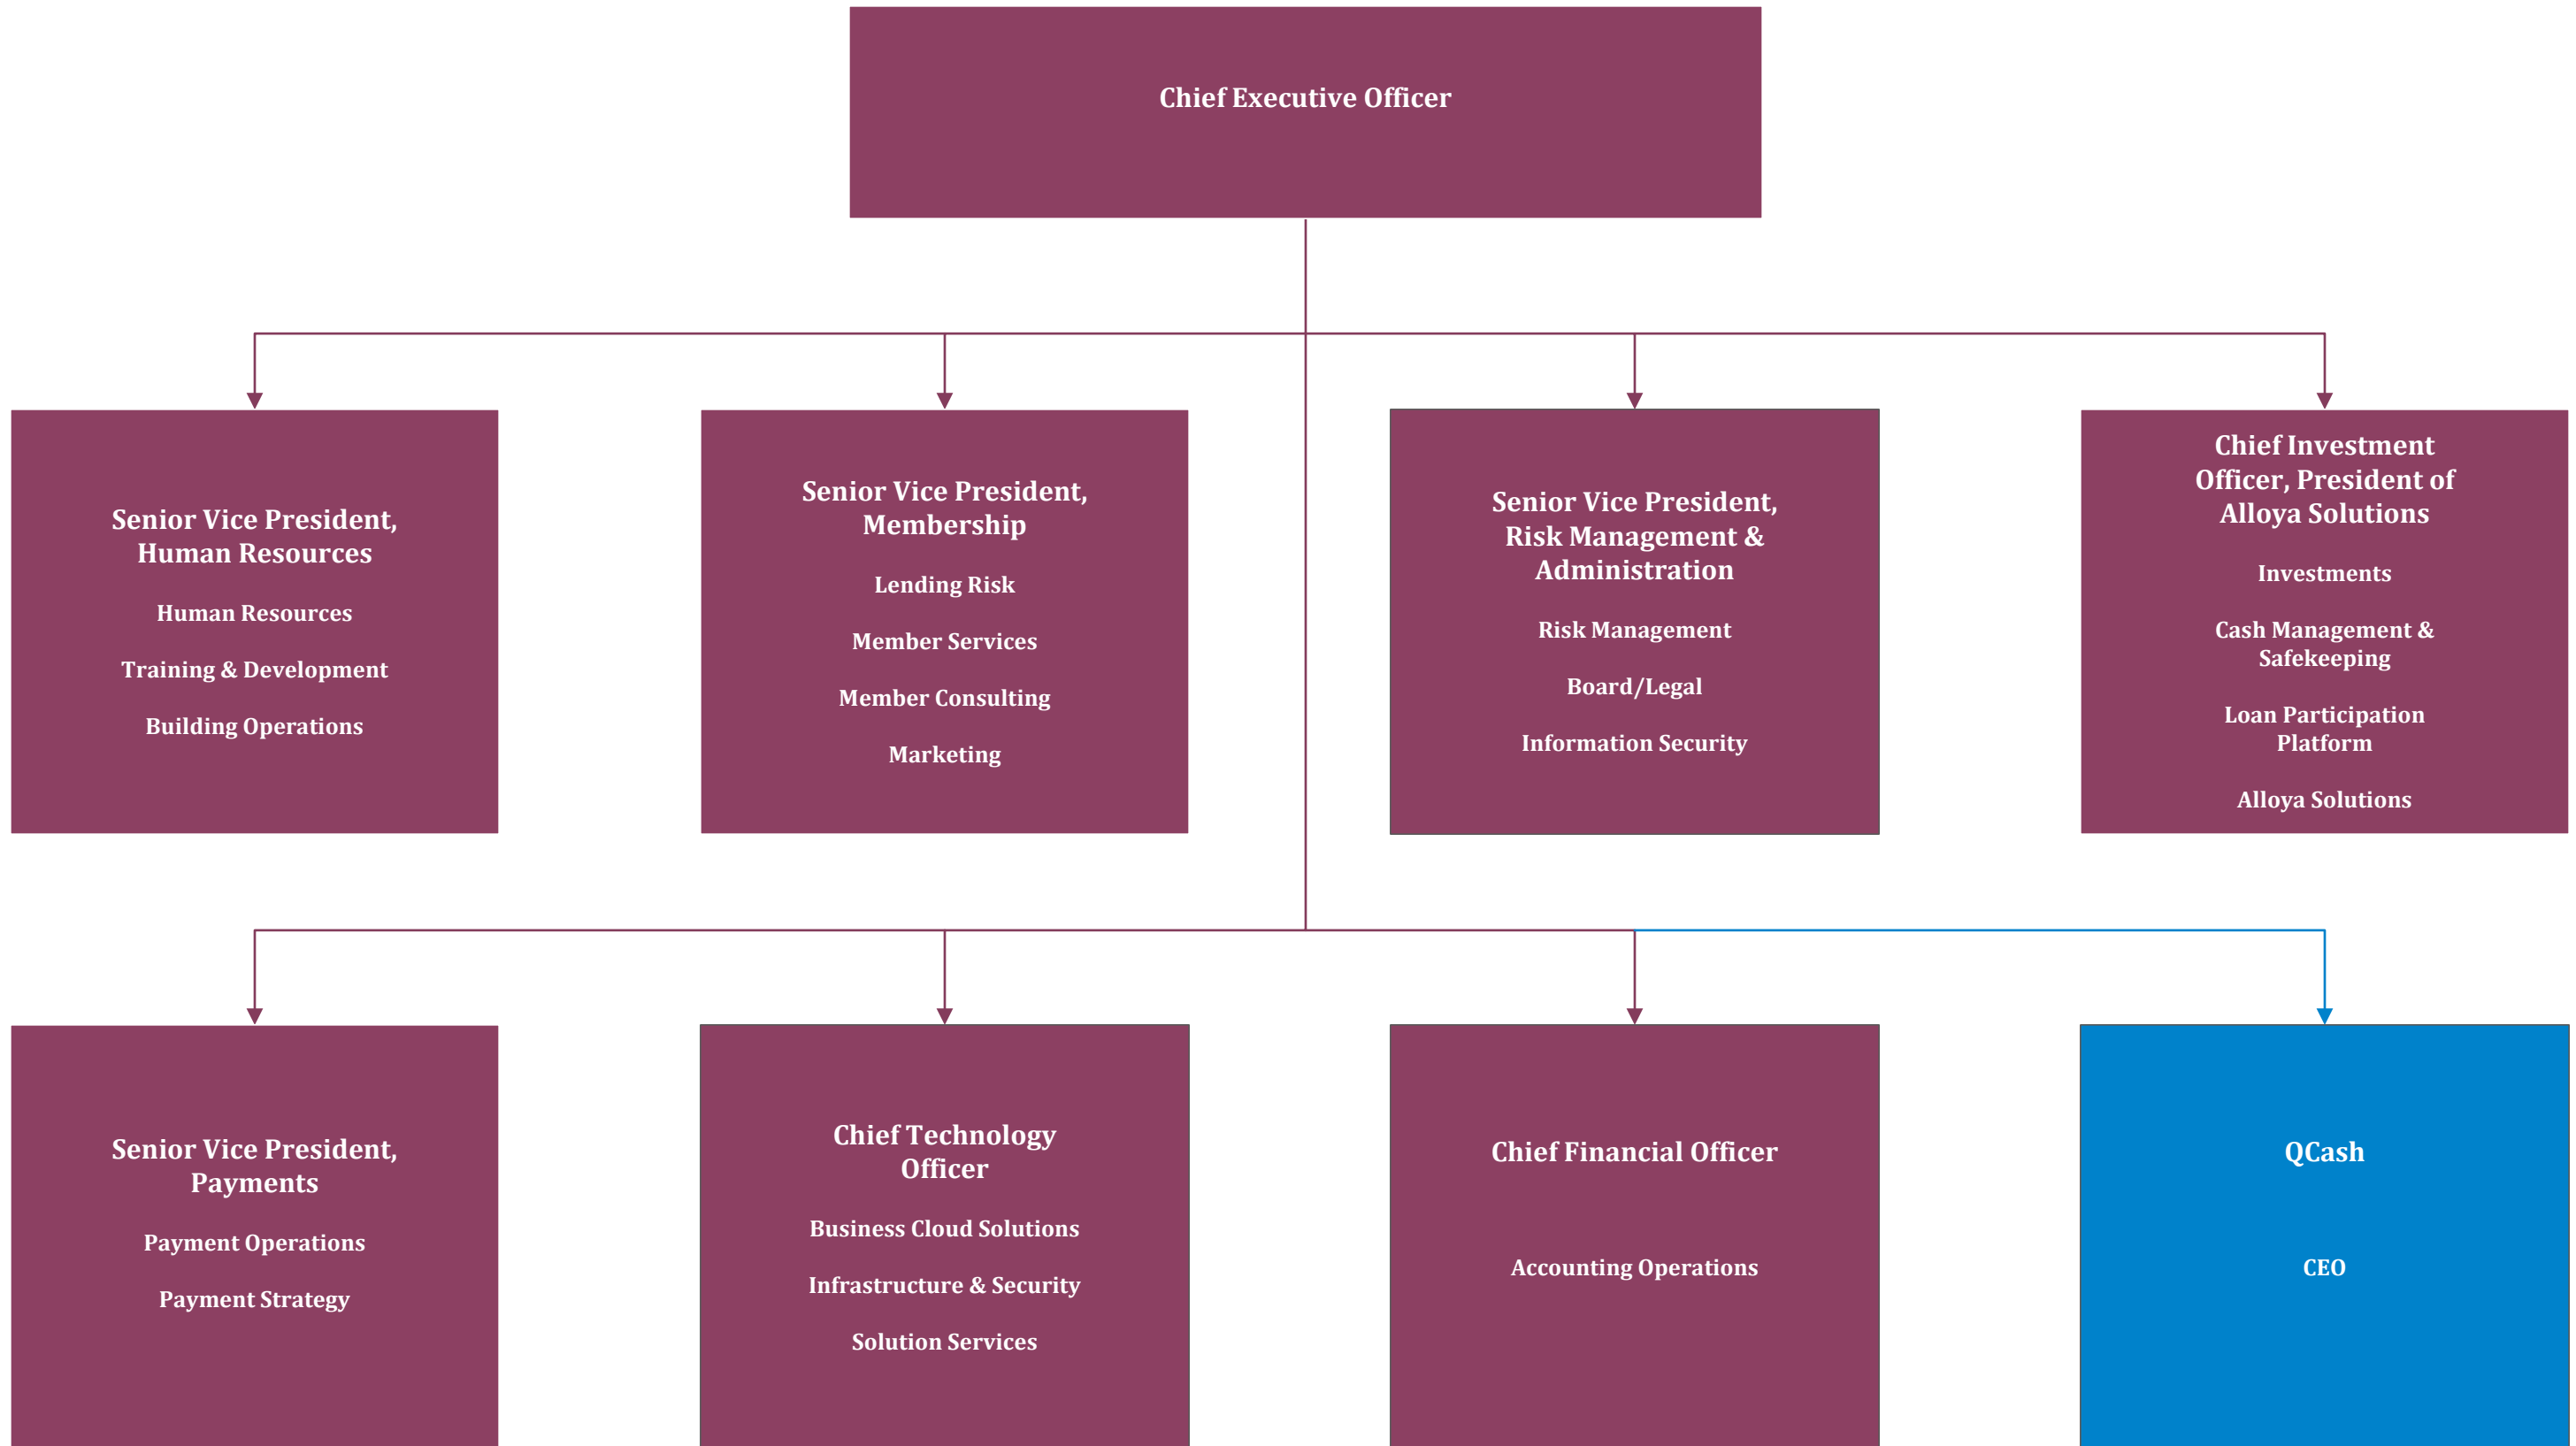 Chief Executive Officer
Senior Vice President,
Human Resources
Human Resources
Training & Development
Building Operations
Senior Vice President,
Membership
Lending Risk
Member Services
Member Consulting
Marketing
Senior Vice President,
Risk Management &
Administration
Risk Management
Board/Legal
Information Security
Chief Investment
Officer, President of
Alloya Solutions
Investments
Cash Management &
Safekeeping
Loan Participation
Platform
Alloya Solutions
Senior Vice President,
Payments
Payment Operations
Payment Strategy
Chief Technology
Officer
Business Cloud Solutions
Infrastructure & Security
Solution Services
Chief Financial Officer
Accounting Operations
QCash
CEO